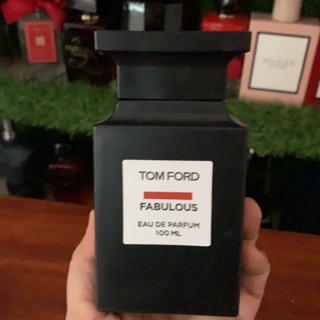 TOM FORD
FABULOUS
EAU DE PARFUM
100 ML